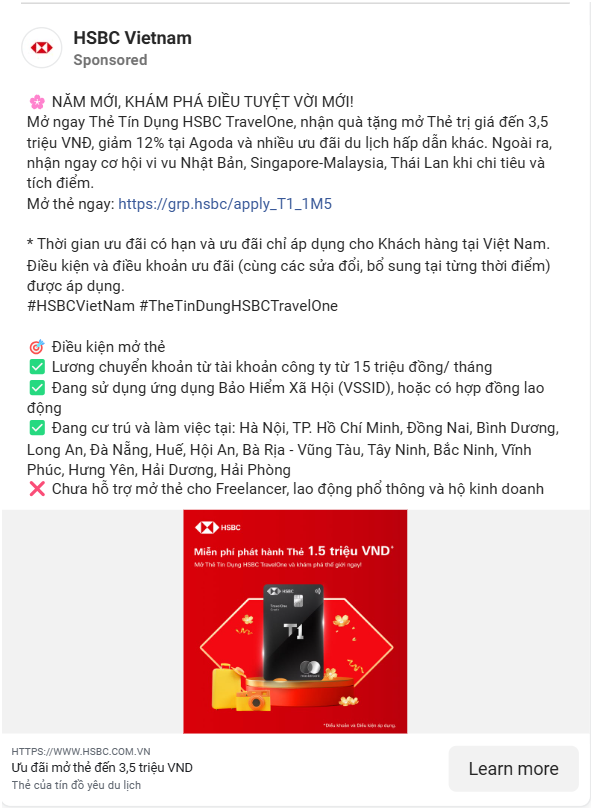 HSBC Vietnam
Sponsored
🌸 NĂM MỚI, KHÁM PHÁ ĐIỀU TUYỆT VỜI MỚI!
Mở ngay Thẻ Tín Dụng HSBC TravelOne, nhận quà tặng mở Thẻ trị giá đến 3,5
triệu VNĐ, giảm 12% tại Agoda và nhiều ưu đãi du lịch hấp dẫn khác. Ngoài ra,
nhận ngay cơ hội vi vu Nhật Bản, Singapore-Malaysia, Thái Lan khi chi tiêu và
tích điểm.
Mở thẻ ngay: https://grp.hsbc/apply_T1_1M5
* Thời gian ưu đãi có hạn và ưu đãi chỉ áp dụng cho Khách hàng tại Việt Nam.
Điều kiện và điều khoản ưu đãi (cùng các sửa đổi, bổ sung tại từng thời điểm)
được áp dụng.
#HSBCVietNam #TheTinDungHSBCTravelOne
🎯 Điều kiện mở thẻ
✅ Lương chuyển khoản từ tài khoản công ty từ 15 triệu đồng/ tháng
✅ Đang sử dụng ứng dụng Bảo Hiểm Xã Hội (VSSID), hoặc có hợp đồng lao
động
✅ Đang cư trú và làm việc tại: Hà Nội, TP. Hồ Chí Minh, Đồng Nai, Bình Dương,
Long An, Đà Nẵng, Huế, Hội An, Bà Rịa - Vũng Tàu, Tây Ninh, Bắc Ninh, Vĩnh
Phúc, Hưng Yên, Hải Dương, Hải Phòng
❌ Chưa hỗ trợ mở thẻ cho Freelancer, lao động phổ thông và hộ kinh doanh
HSBC
Miễn phí phát hành Thẻ 1.5 triệu VND*
Mở Thẻ Tín Dụng HSBC TravelOne và khám phá thế giới ngay!
HSBC
TravelOne
T1
*Điều khoản và Điều kiện áp dụng.
HTTPS://WWW.HSBC.COM.VN
Ưu đãi mở thẻ đến 3,5 triệu VND
Thẻ của tín đồ yêu du lịch
Learn more